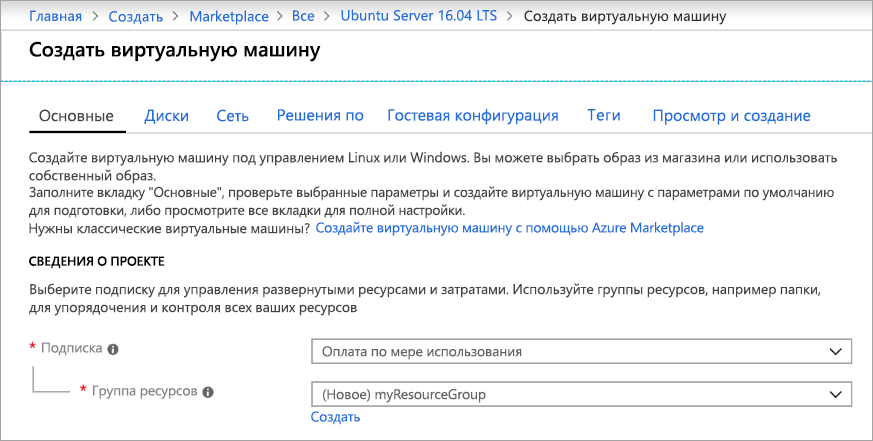 Главная > Создать > Marketplace > Все > Ubuntu Server 16.04 LTS > Создать виртуальную машину
Создать виртуальную машину
Основные Диски Сеть Решения по Гостевая конфигурация Теги Просмотр и создание
Создайте виртуальную машину под управлением Linux или Windows. Вы можете выбрать образ из магазина или использовать
собственный образ.
Заполните вкладку "Основные", проверьте выбранные параметры и создайте виртуальную машину с параметрами по умолчанию
для подготовки, либо просмотрите все вкладки для полной настройки.
Нужны классические виртуальные машины? Создайте виртуальную машину с помощью Azure Marketplace
СВЕДЕНИЯ О ПРОЕКТЕ
Выберите подписку для управления развернутыми ресурсами и затратами. Используйте группы ресурсов, например папки,
для упорядочения и контроля всех ваших ресурсов
* Подписка Оплата по мере использования
* Группа ресурсов (Новое) myResourceGroup
Создать